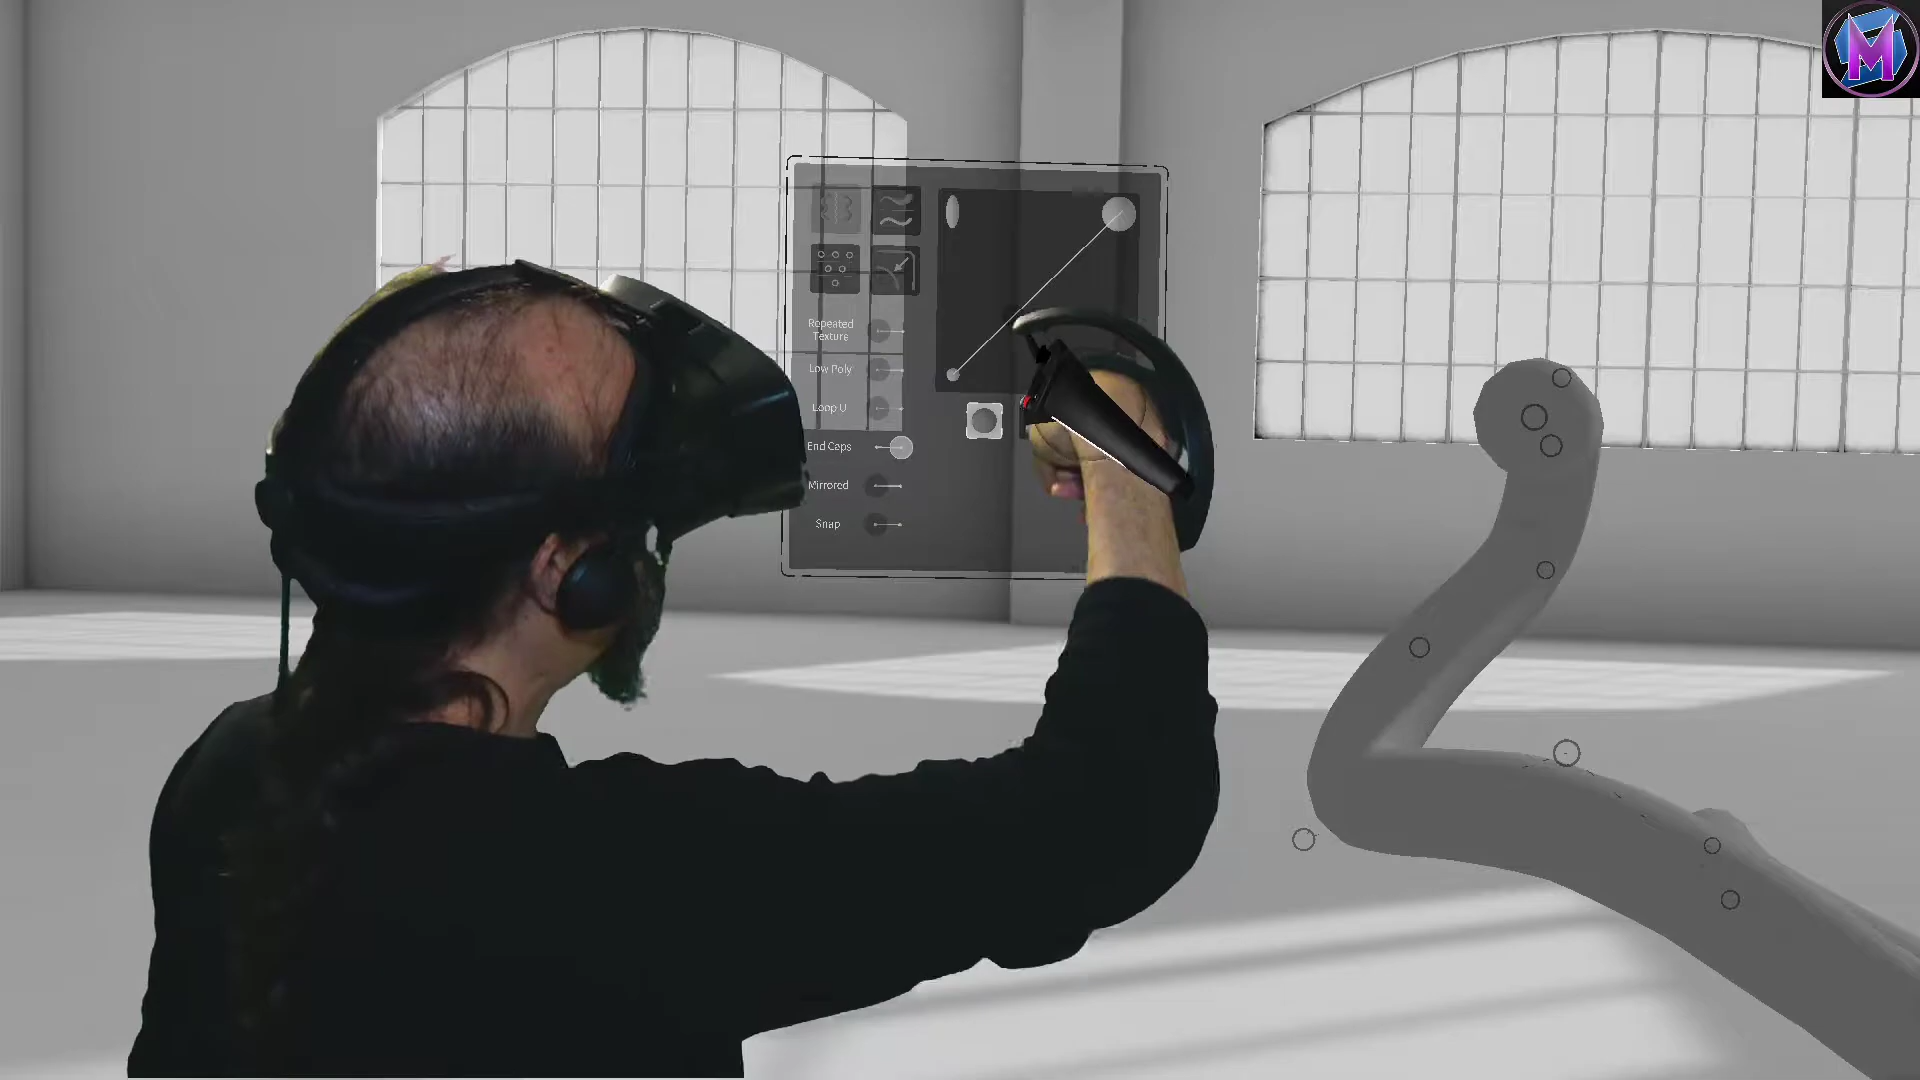 M
Repeated
Texture
Low Poly
Loop U
End Caps
Mirrored
Snap